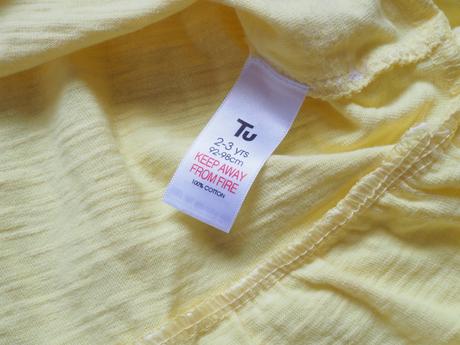 Tu
2-3 yrs
92-98cm
KEEP AWAY
FROM FIRE
100% COTTON